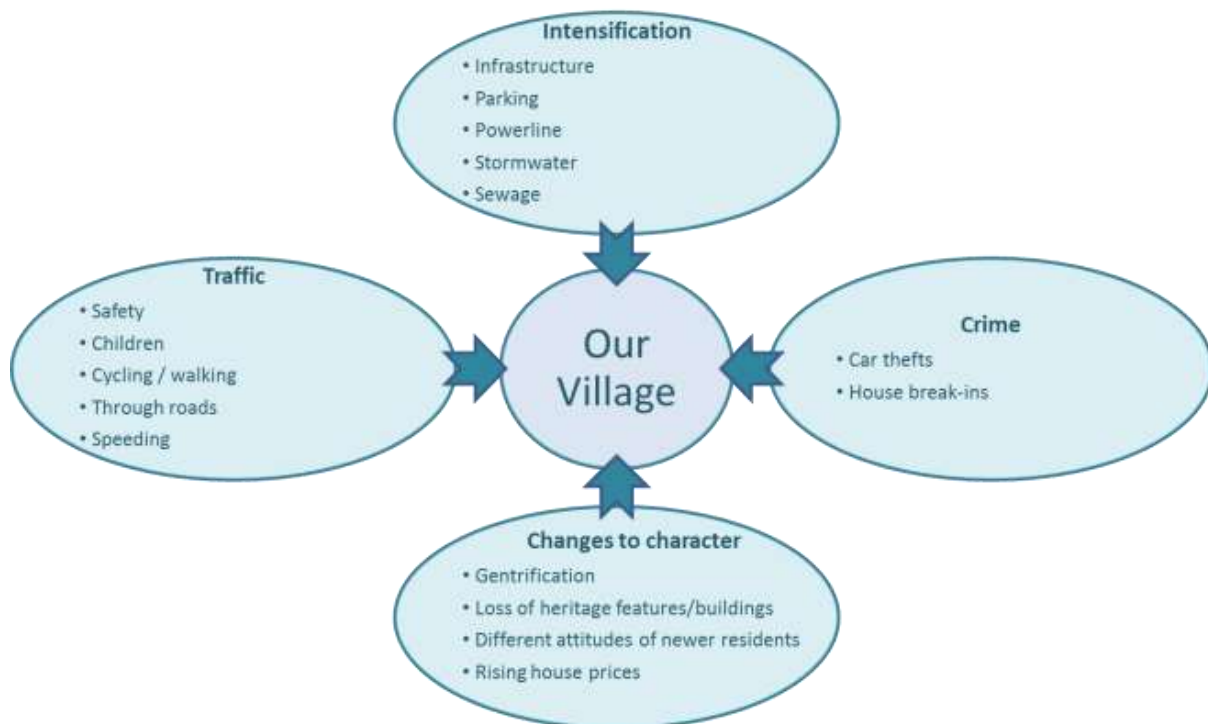 Intensification
• Infrastructure
• Parking
• Powerline
• Stormwater
• Sewage
Traffic
• Safety
• Children
• Cycling / walking
• Through roads
• Speeding
Our
Village
Crime
• Car thefts
• House break-ins
Changes to character
• Gentrification
• Loss of heritage features/buildings
• Different attitudes of newer residents
• Rising house prices